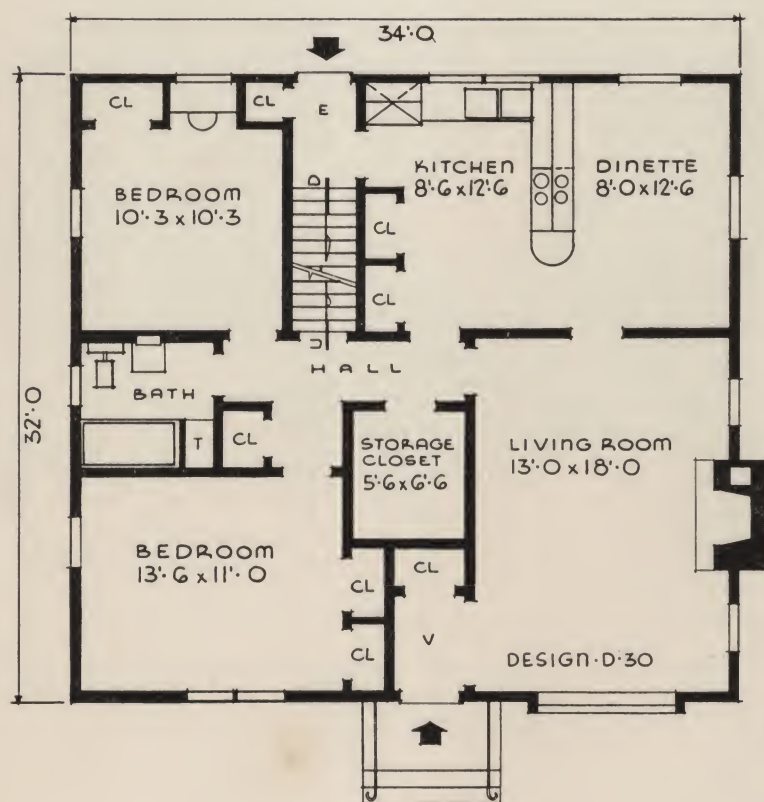 34'·0
CL
CL
E
BEDROOM
10'·3 x 10'·3
D
KITCHEN
8'·6 x 12'·6
DINETTE
8'·0 x 12'·6
CL
CL
U
HALL
32'·0
BATH
T
CL
STORAGE
CLOSET
5'·6 x 6'·6
LIVING ROOM
13'·0 x 18'·0
BEDROOM
13'·6 x 11'·0
CL
CL
CL
V
DESIGN·D·30